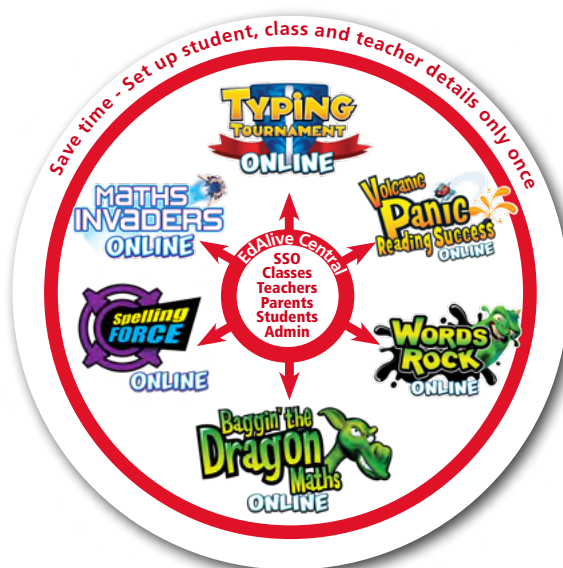 Save time - Set up student, class and teacher details only once
TYPING
TOURNAMENT
ONLINE
MATHS
INVADERS
ONLINE
Volcanic
Panic
Reading Success
ONLINE
EdAlive Central
SSO
Classes
Teachers
Parents
Students
Admin
Spelling
FORCE
ONLINE
WORDS
ROCK
ONLINE
Baggin' the
Dragon
Maths
ONLINE